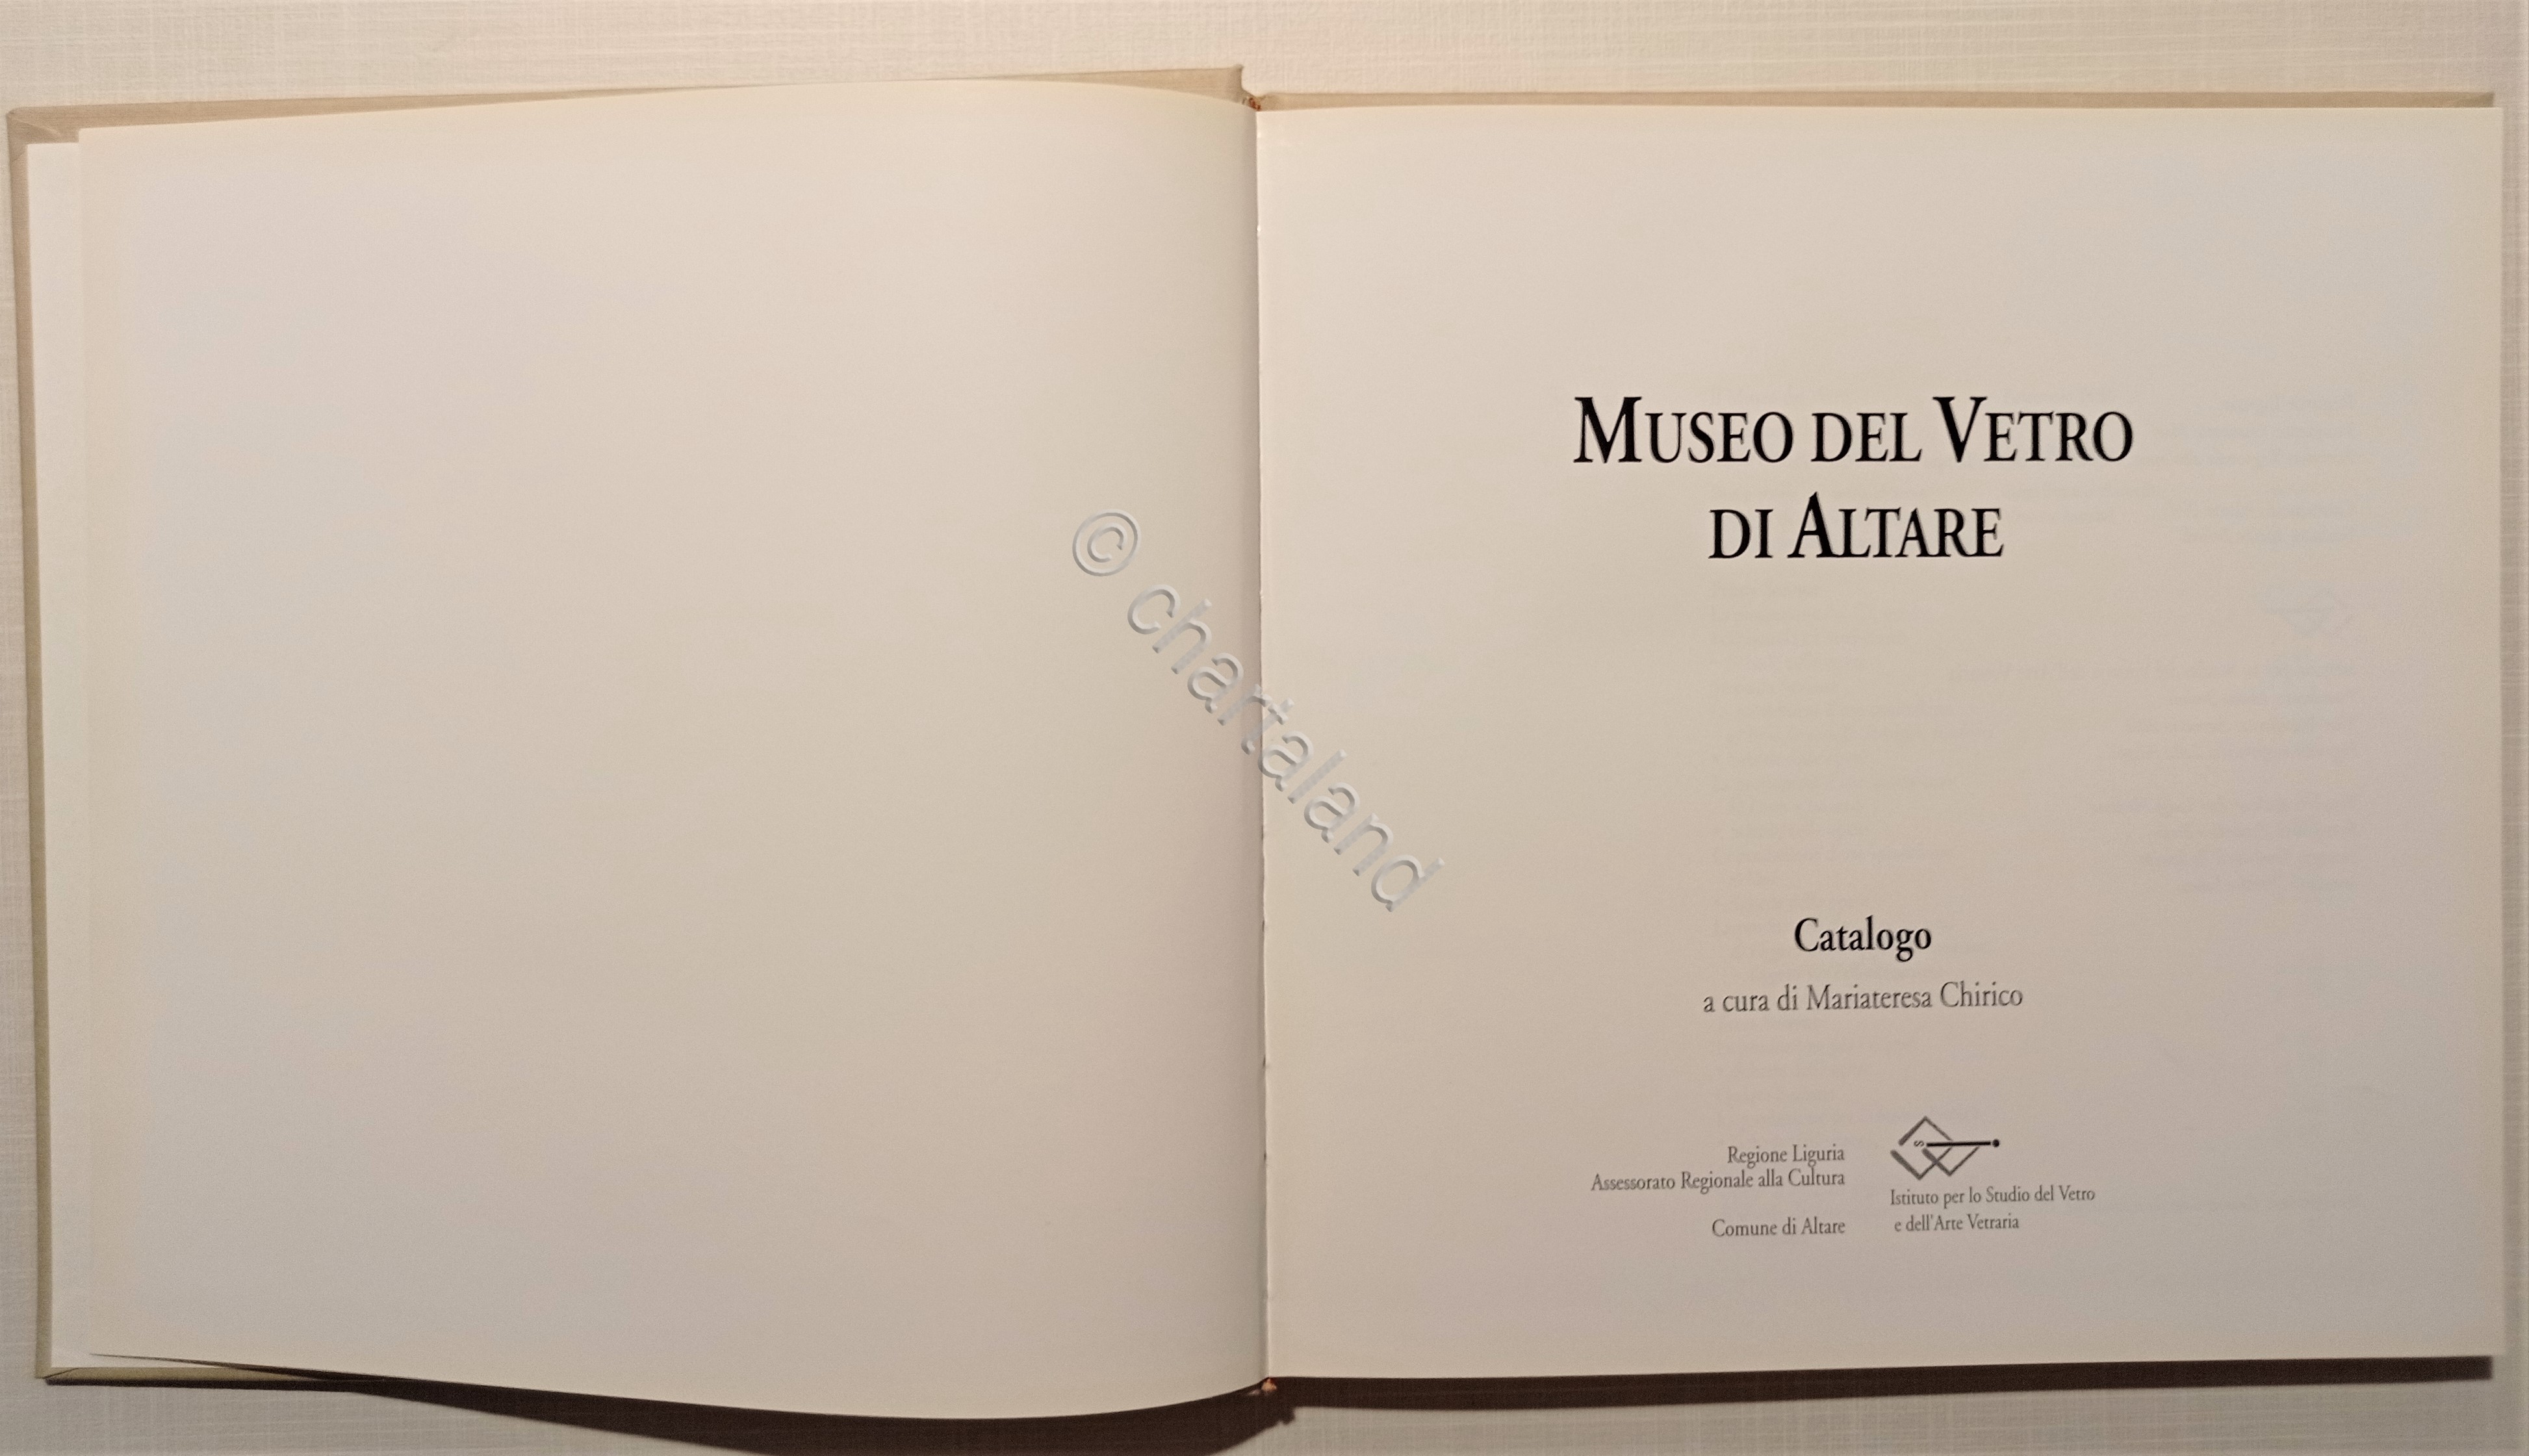 MUSEO DEL VETRO
DI ALTARE
© chartaland
Catalogo
a cura di Mariateresa Chirico
Regione Liguria
Assessorato Regionale alla Cultura
Comune di Altare
S
Istituto per lo Studio del Vetro
e dell'Arte Vetraria